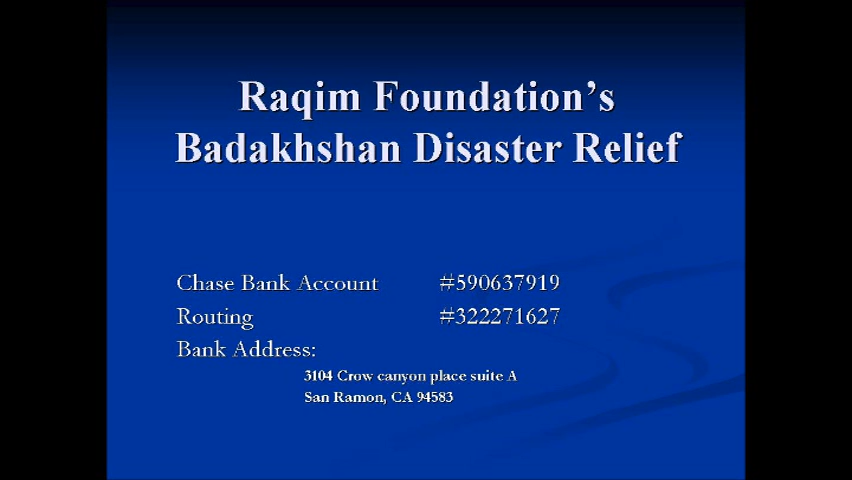 Raqim Foundation’s
Badakhshan Disaster Relief
Chase Bank Account #590637919
Routing #322271627
Bank Address:
3104 Crow canyon place suite A
San Ramon, CA 94583